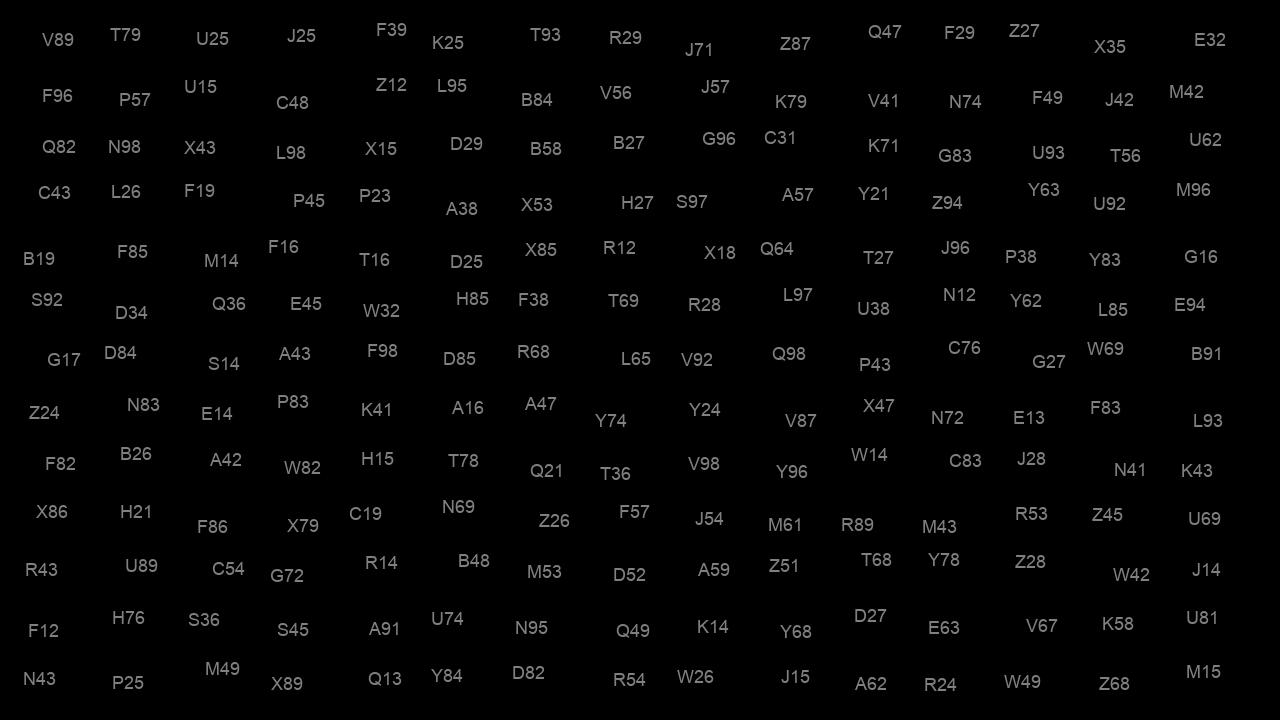 V89 T79 U25 J25 F39 K25 T93 R29 J71 Z87 Q47 F29 Z27 X35 E32
F96 P57 U15 C48 Z12 L95 B84 V56 J57 K79 V41 N74 F49 J42 M42
Q82 N98 X43 L98 X15 D29 B58 B27 G96 C31 K71 G83 U93 T56 U62
C43 L26 F19 P45 P23 A38 X53 H27 S97 A57 Y21 Z94 Y63 U92 M96
B19 F85 M14 F16 T16 D25 X85 R12 X18 Q64 T27 J96 P38 Y83 G16
S92 D34 Q36 E45 W32 H85 F38 T69 R28 L97 U38 N12 Y62 L85 E94
G17 D84 S14 A43 F98 D85 R68 L65 V92 Q98 P43 C76 G27 W69 B91
Z24 N83 E14 P83 K41 A16 A47 Y74 Y24 V87 X47 N72 E13 F83 L93
F82 B26 A42 W82 H15 T78 Q21 T36 V98 Y96 W14 C83 J28 N41 K43
X86 H21 F86 X79 C19 N69 Z26 F57 J54 M61 R89 M43 R53 Z45 U69
R43 U89 C54 G72 R14 B48 M53 D52 A59 Z51 T68 Y78 Z28 W42 J14
F12 H76 S36 S45 A91 U74 N95 Q49 K14 Y68 D27 E63 V67 K58 U81
N43 P25 M49 X89 Q13 Y84 D82 R54 W26 J15 A62 R24 W49 Z68 M15